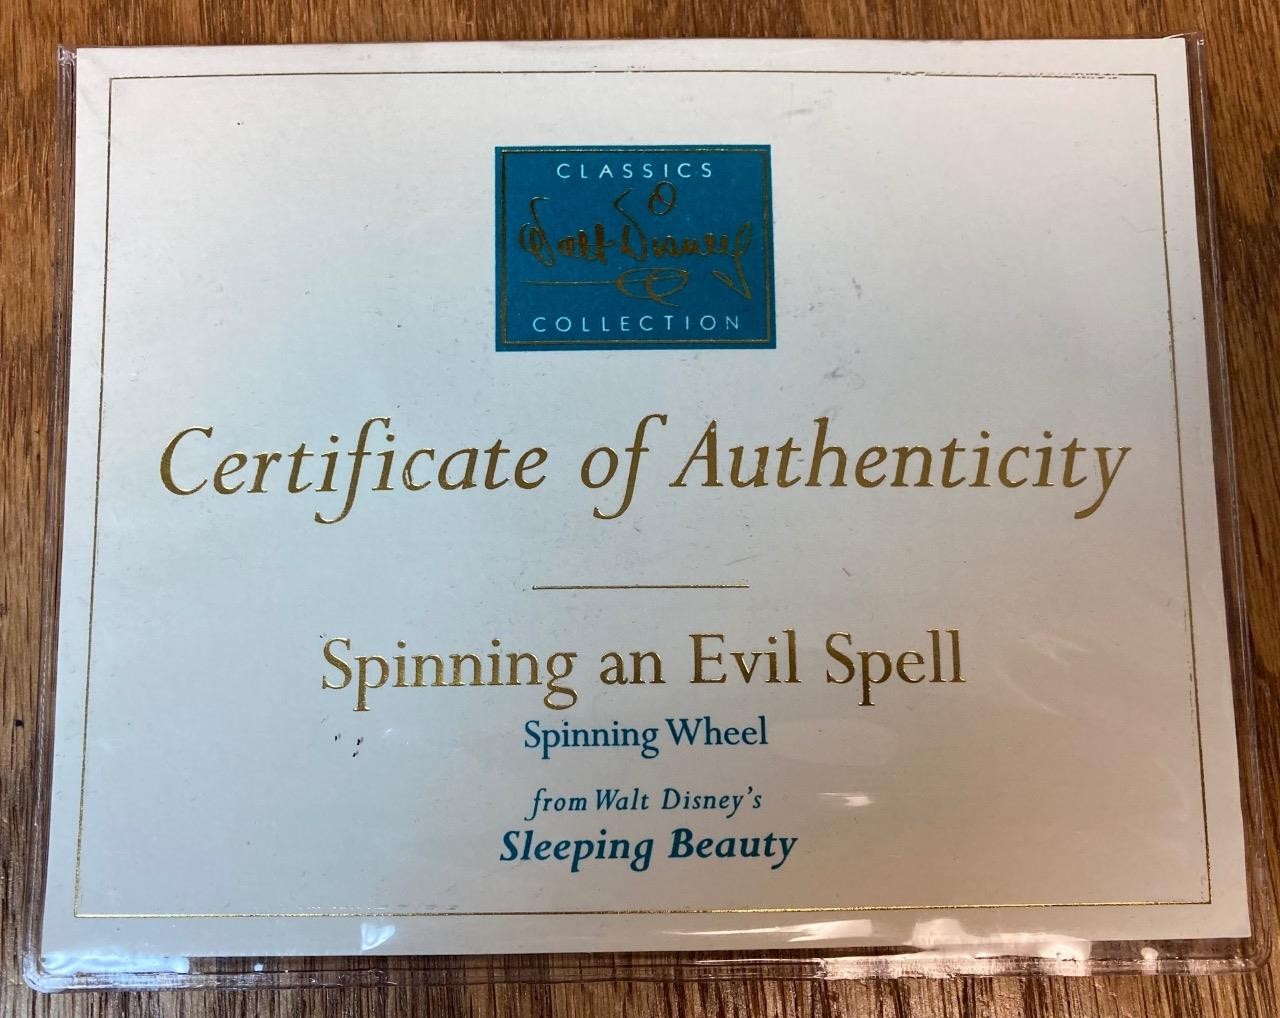 CLASSICS
Walt Disney
COLLECTION
Certificate of Authenticity
Spinning an Evil Spell
Spinning Wheel
from Walt Disney's
Sleeping Beauty